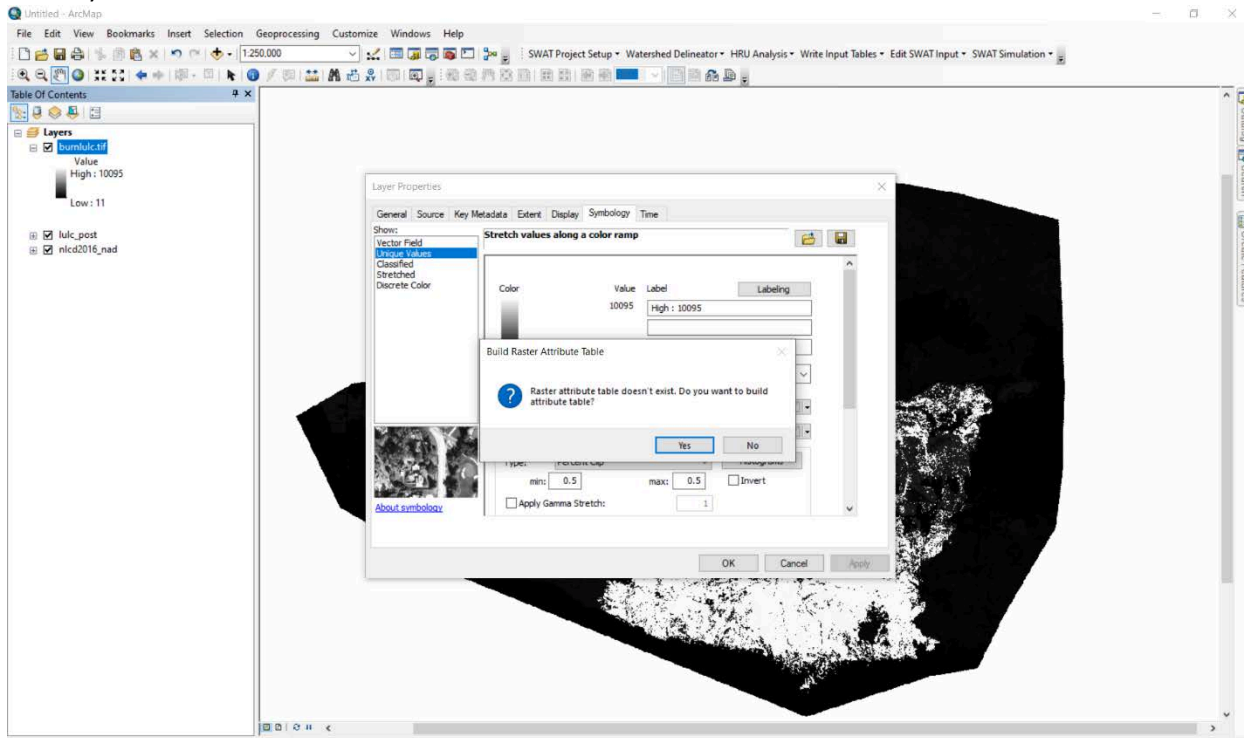 Untitled - ArcMap
File Edit View Bookmarks Insert Selection Geoprocessing Customize Windows Help
1:250,000
SWAT Project Setup Watershed Delineator HRU Analysis Write Input Tables Edit SWAT Input SWAT Simulation
Table Of Contents
Layers
burnlulc.tif
Value
High : 10095
Low : 11
lulc_post
nlcd2016_nad
Layer Properties
General Source Key Metadata Extent Display Symbology Time
Show:
Vector Field
Unique Values
Classified
Stretched
Discrete Color
About symbology
Stretch values along a color ramp
Color Value Label Labeling
10095 High : 10095
Build Raster Attribute Table
Raster attribute table doesn't exist. Do you want to build
attribute table?
Yes No
min: 0.5 max: 0.5 Invert
Apply Gamma Stretch: 1
OK Cancel Apply